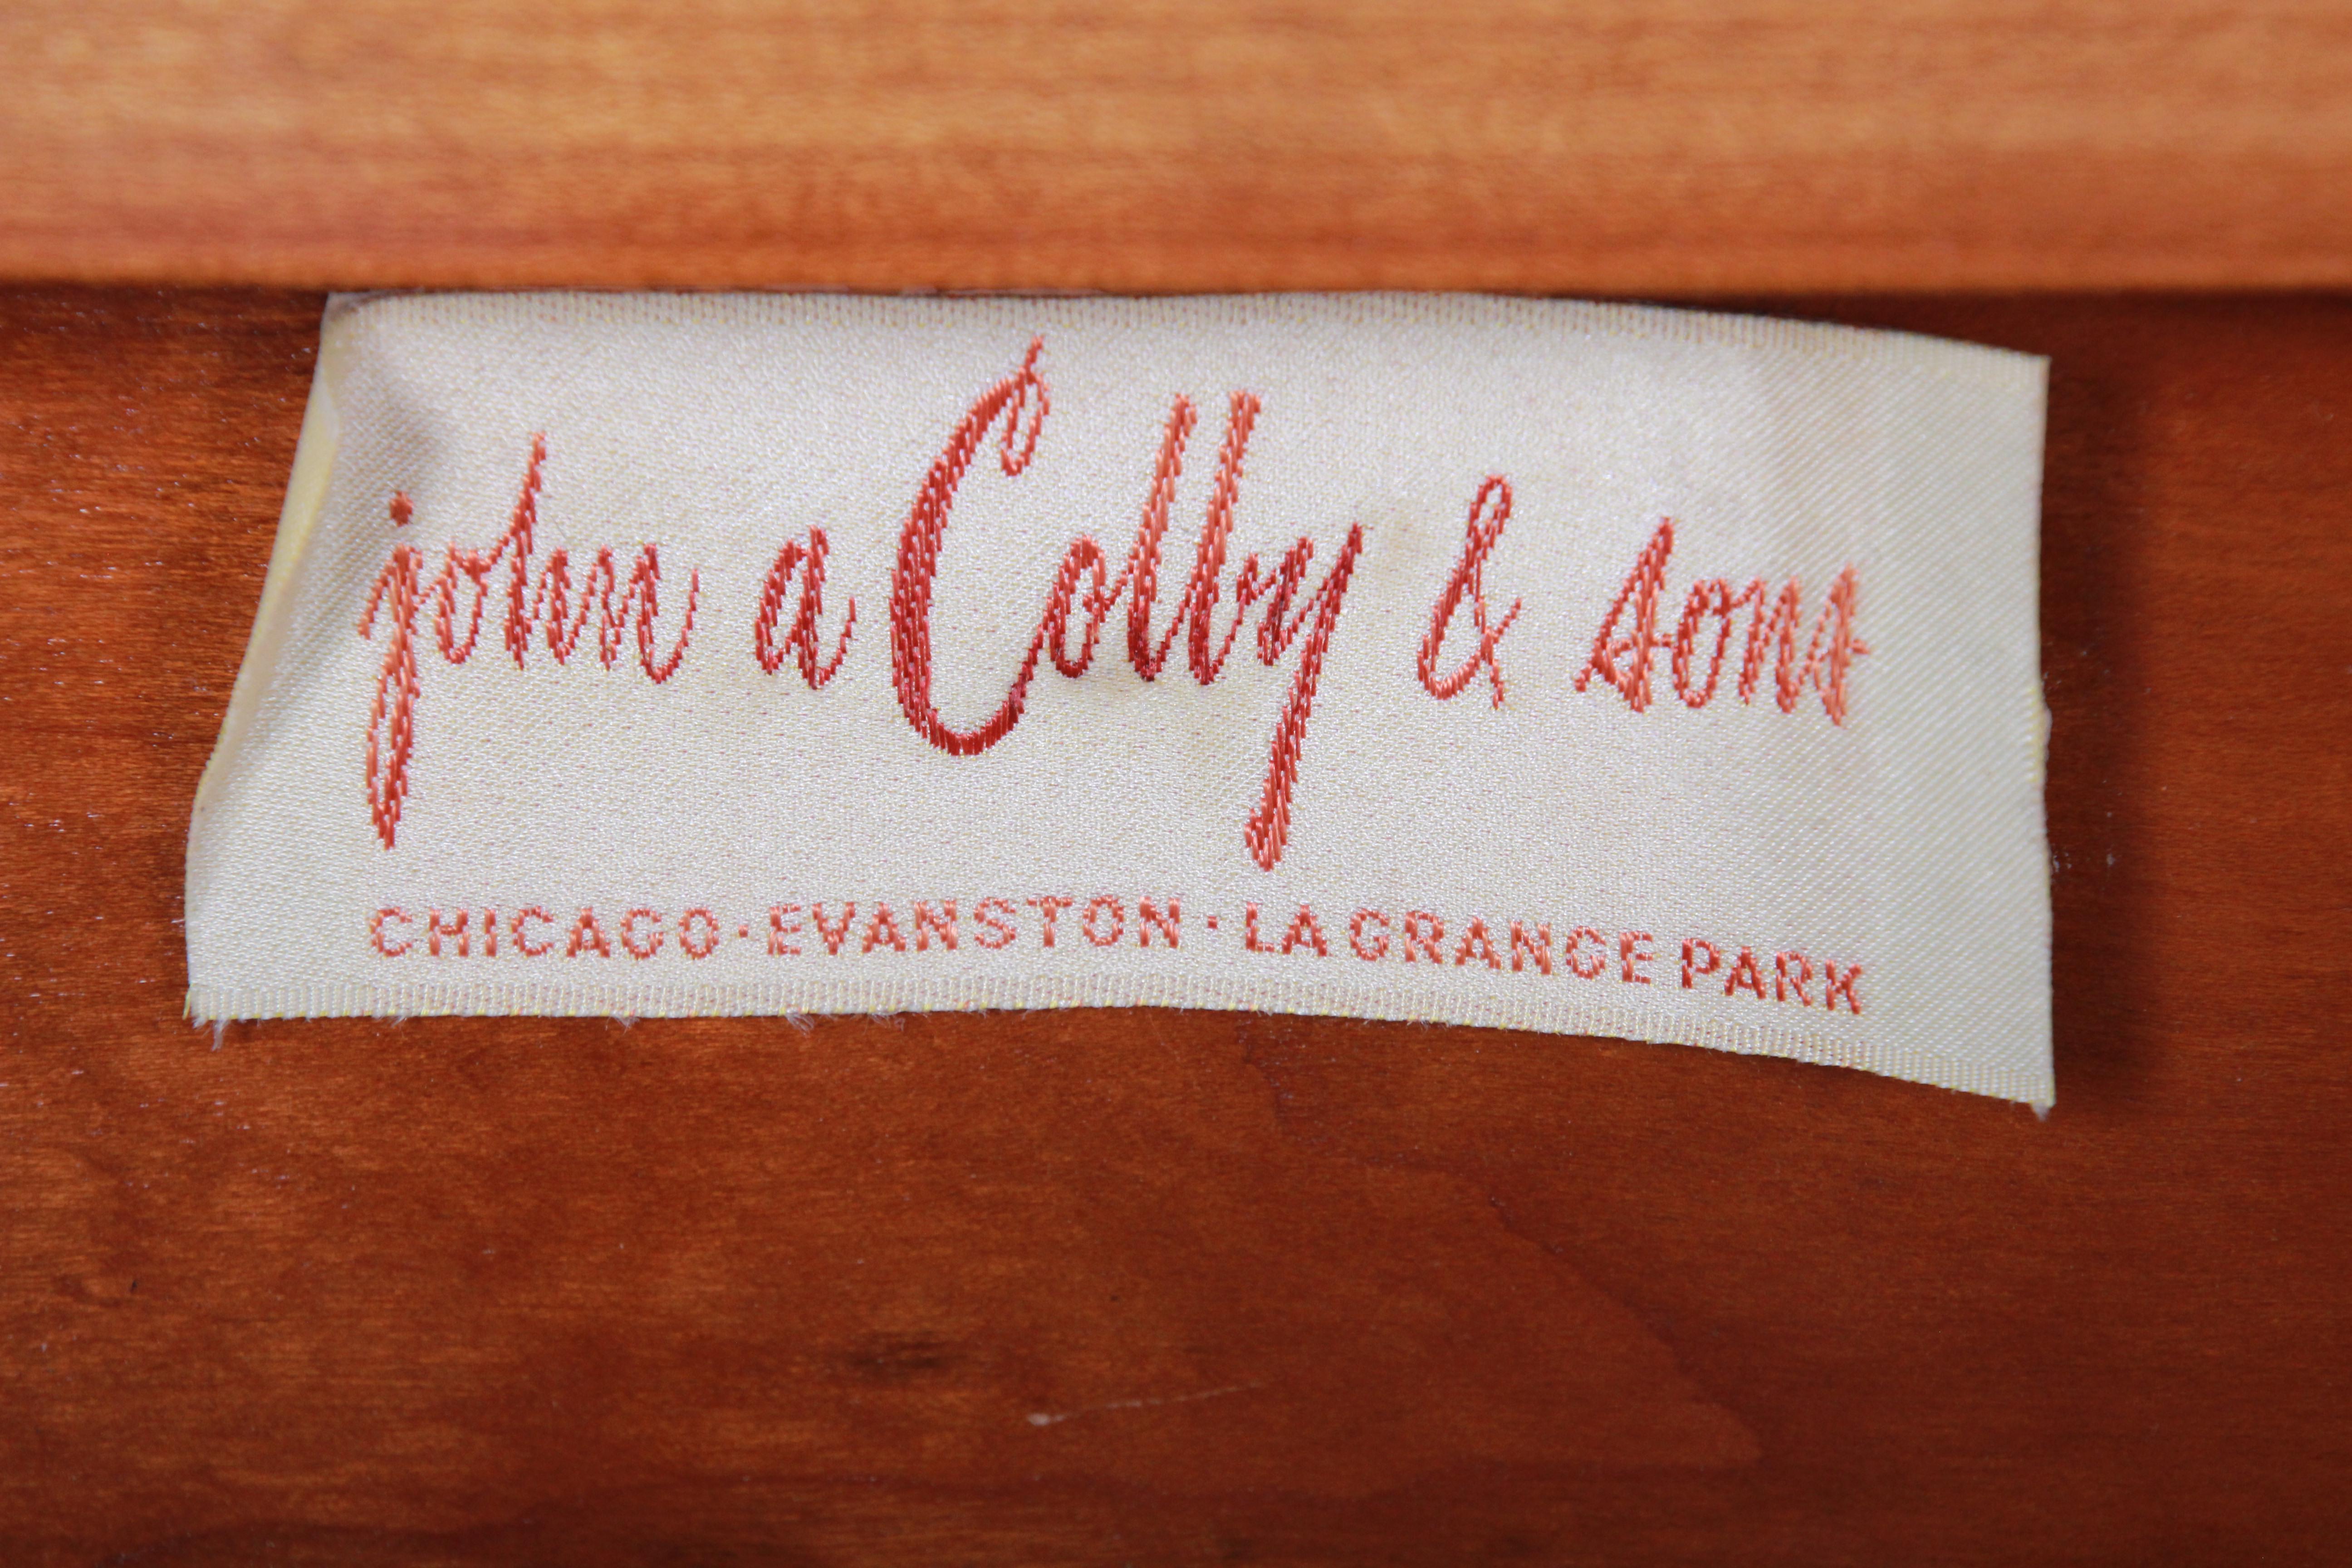 john a Colby & sons
CHICAGO · EVANSTON · LA GRANGE PARK